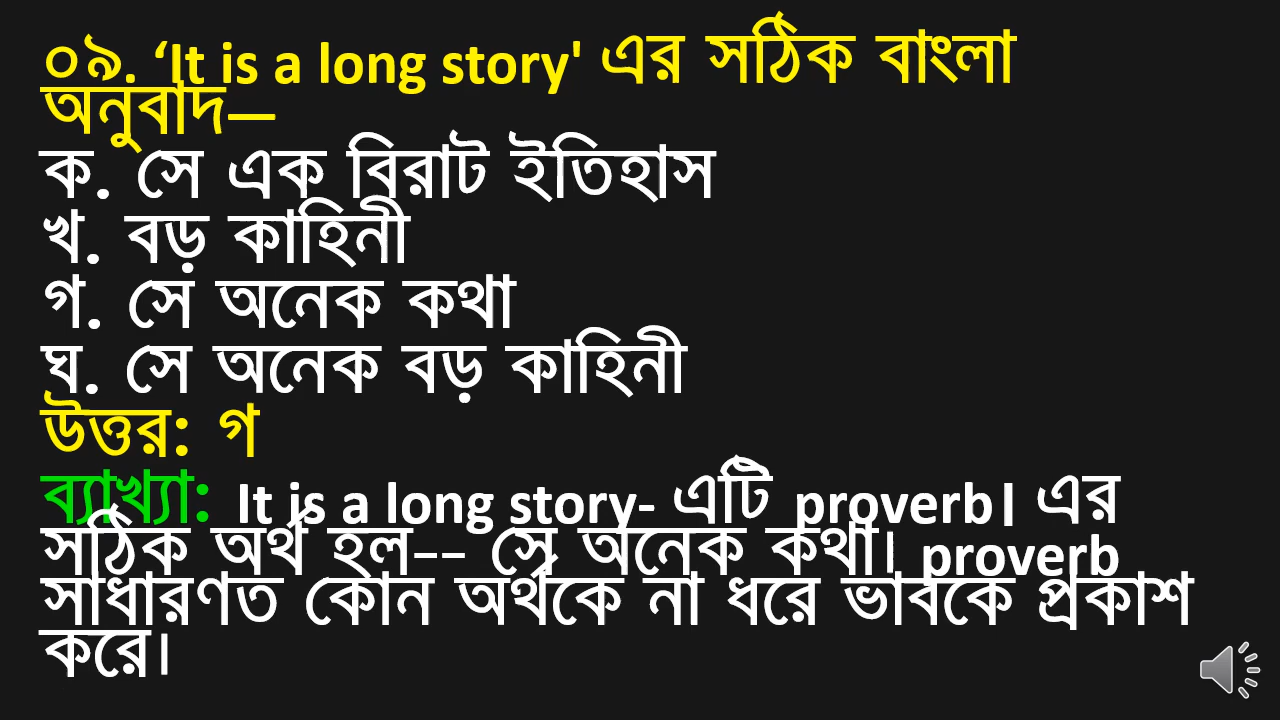 ০৯. ‘It is a long story' এর সঠিক বাংলা
অনুবাদ—
ক. সে এক বিরাট ইতিহাস
খ. বড় কাহিনী
গ. সে অনেক কথা
ঘ. সে অনেক বড় কাহিনী
উত্তর: গ
ব্যাখ্যা: It is a long story- এটি proverb। এর
সঠিক অর্থ হল-- সে অনেক কথা। proverb
সাধারণত কোন অর্থকে না ধরে ভাবকে প্রকাশ
করে।